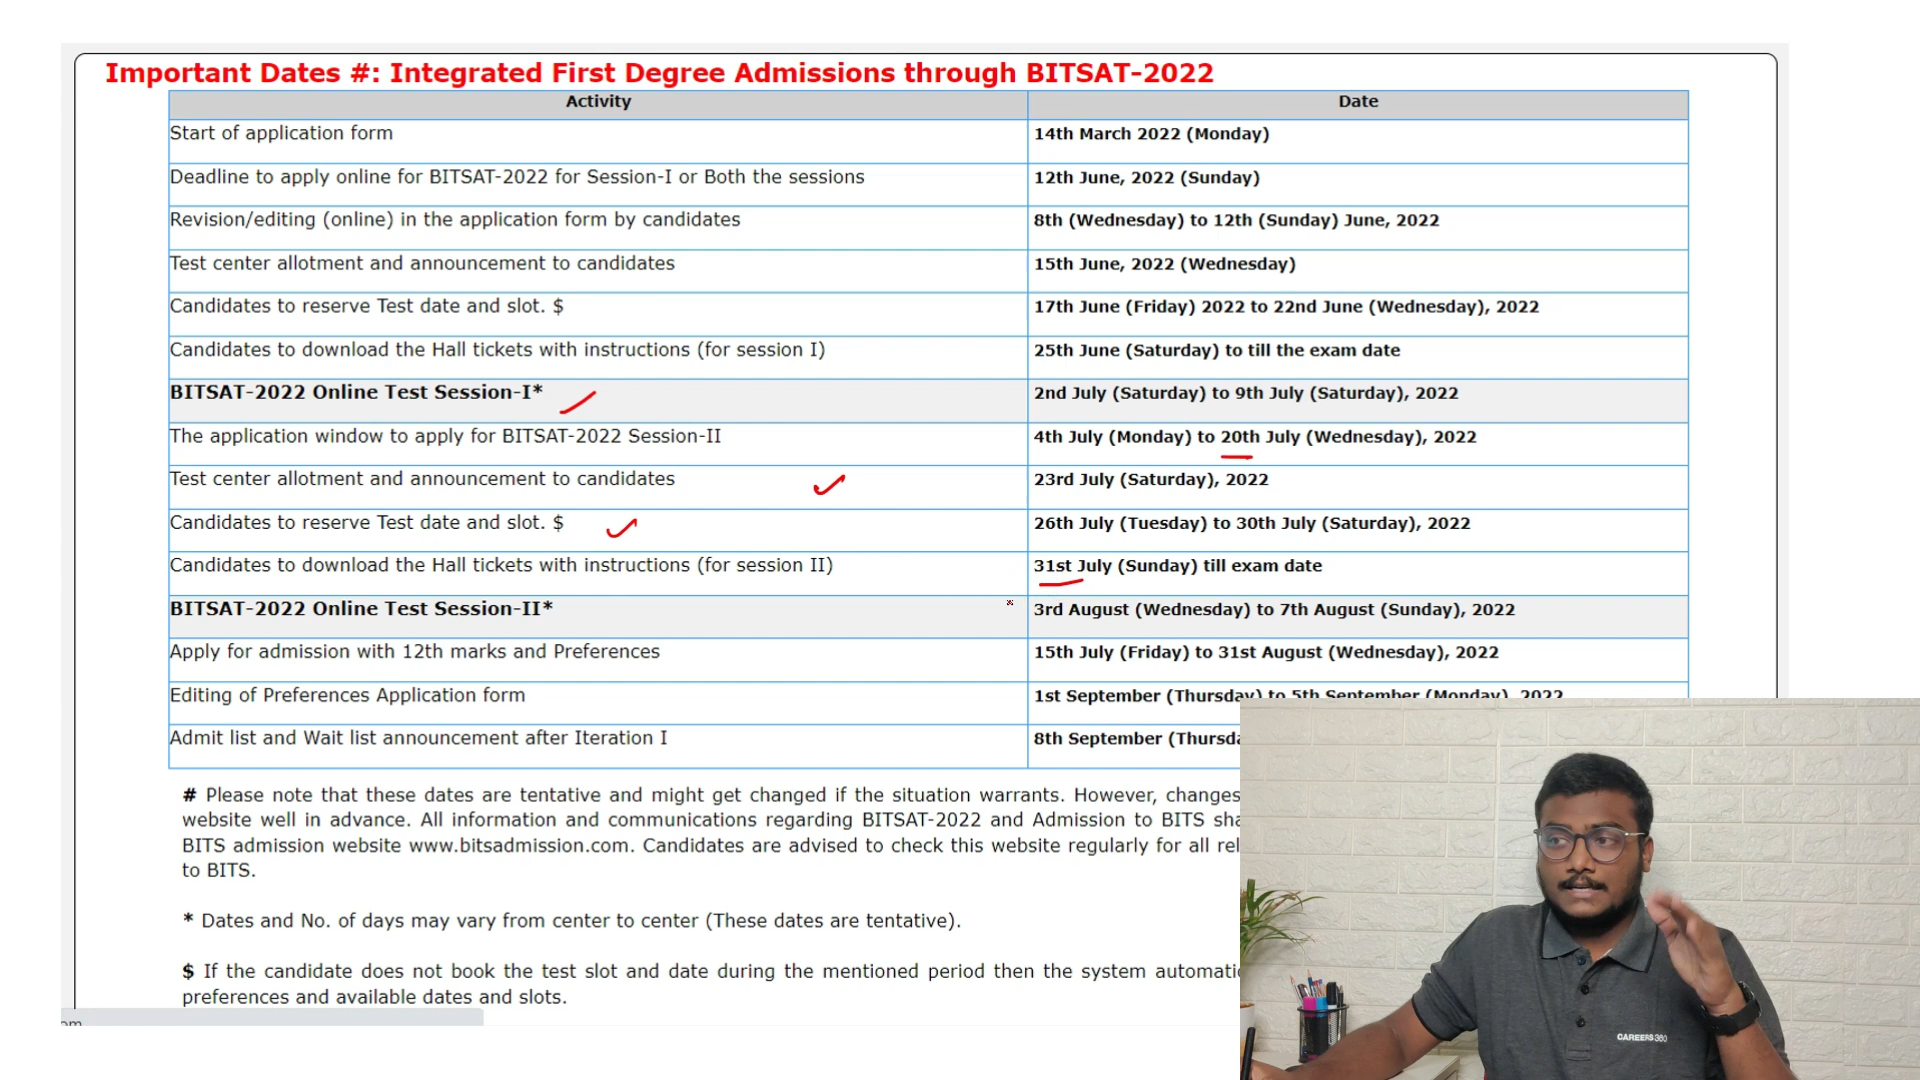 Important Dates #: Integrated First Degree Admissions through BITSAT-2022
Activity Date
Start of application form 14th March 2022 (Monday)
Deadline to apply online for BITSAT-2022 for Session-I or Both the sessions 12th June, 2022 (Sunday)
Revision/editing (online) in the application form by candidates 8th (Wednesday) to 12th (Sunday) June, 2022
Test center allotment and announcement to candidates 15th June, 2022 (Wednesday)
Candidates to reserve Test date and slot. $ 17th June (Friday) 2022 to 22nd June (Wednesday), 2022
Candidates to download the Hall tickets with instructions (for session I) 25th June (Saturday) to till the exam date
BITSAT-2022 Online Test Session-I* 2nd July (Saturday) to 9th July (Saturday), 2022
The application window to apply for BITSAT-2022 Session-II 4th July (Monday) to 20th July (Wednesday), 2022
Test center allotment and announcement to candidates 23rd July (Saturday), 2022
Candidates to reserve Test date and slot. $ 26th July (Tuesday) to 30th July (Saturday), 2022
Candidates to download the Hall tickets with instructions (for session II) 31st July (Sunday) till exam date
BITSAT-2022 Online Test Session-II* 3rd August (Wednesday) to 7th August (Sunday), 2022
Apply for admission with 12th marks and Preferences 15th July (Friday) to 31st August (Wednesday), 2022
Editing of Preferences Application form 1st September (Thursday) to 5th September (Monday), 2022
Admit list and Wait list announcement after Iteration I 8th September (Thursd
# Please note that these dates are tentative and might get changed if the situation warrants. However, changes
website well in advance. All information and communications regarding BITSAT-2022 and Admission to BITS sha
BITS admission website www.bitsadmission.com. Candidates are advised to check this website regularly for all rel
to BITS.
* Dates and No. of days may vary from center to center (These dates are tentative).
$ If the candidate does not book the test slot and date during the mentioned period then the system automati
preferences and available dates and slots.
CAREERS360